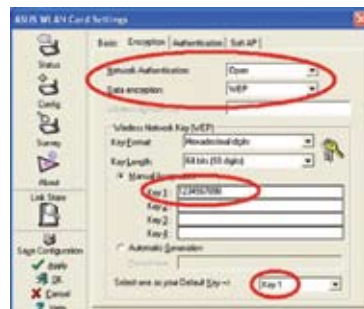 ASUS WLAN Card Settings
Basic Encryption Authentication Soft AP
Status
Config
Survey
About
Link State
Apply
OK
Cancel
Network Authentication: Open
Data encryption: WEP
Wireless Network Key (WEP)
Key Format: Hexadecimal digits
Key Length: 64 bits (10 digits)
Key 1: 1234567890
Key 2:
Key 3:
Key 4:
Automatic Generation
Select one as your Default Key -> Key 1